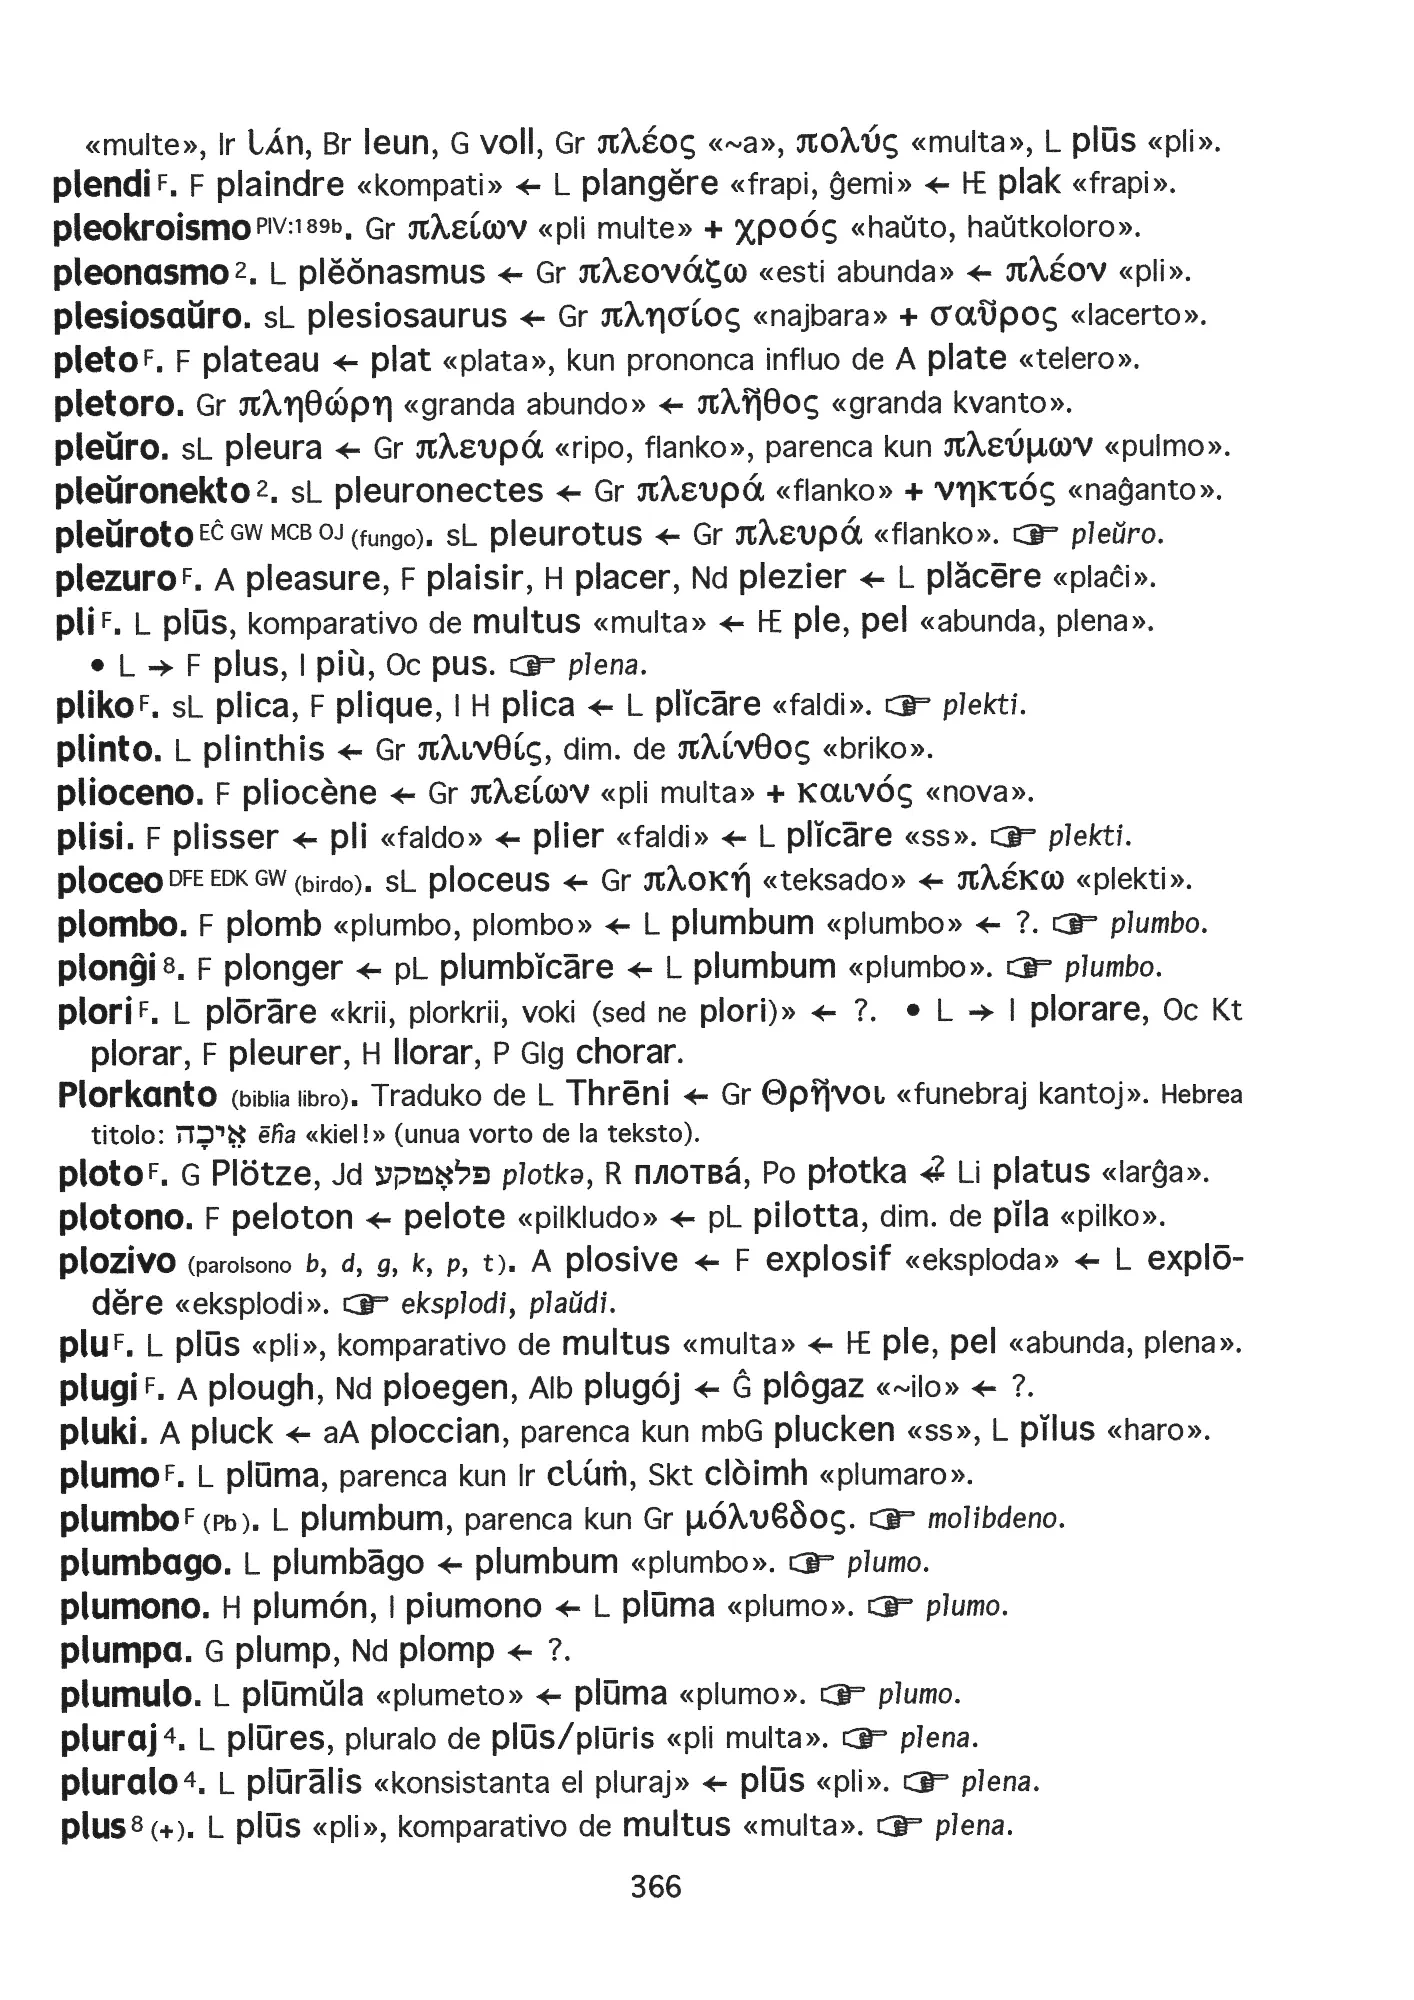 «multe», Ir lán, Br leun, G voll, Gr πλέος «~a», πολύς «multa», L plūs «pli».
plendi F. F plaindre «kompati» ← L plangĕre «frapi, ĝemi» ← HE plak «frapi».
pleokroismo PIV:189b. Gr πλείων «pli multe» + χροός «haŭto, haŭtkoloro».
pleonasmo 2. L plĕŏnasmus ← Gr πλεονάζω «esti abunda» ← πλέον «pli».
plesiosaŭro. sL plesiosaurus ← Gr πλησίος «najbara» + σαῦρος «lacerto».
pleto F. F plateau ← plat «plata», kun prononca influo de A plate «telero».
pletoro. Gr πληθώρη «granda abundo» ← πλῆθος «granda kvanto».
pleŭro. sL pleura ← Gr πλευρά «ripo, flanko», parenca kun πλεύμων «pulmo».
pleŭronekto 2. sL pleuronectes ← Gr πλευρά «flanko» + νηκτός «naĝanto».
pleŭroto EĈ GW MCB OJ (fungo). sL pleurotus ← Gr πλευρά «flanko». ☞ pleŭro.
plezuro F. A pleasure, F plaisir, H placer, Nd plezier ← L plăcēre «plaĉi».
pli F. L plūs, komparativo de multus «multa» ← HE ple, pel «abunda, plena».
• L → F plus, I più, Oc pus. ☞ plena.
pliko F. sL plica, F plique, I H plica ← L plĭcāre «faldi». ☞ plekti.
plinto. L plinthis ← Gr πλινθίς, dim. de πλίνθος «briko».
plioceno. F pliocène ← Gr πλείων «pli multa» + καινός «nova».
plisi. F plisser ← pli «faldo» ← plier «faldi» ← L plĭcāre «ss». ☞ plekti.
ploceo DFE EDK GW (birdo). sL ploceus ← Gr πλοκή «teksado» ← πλέκω «plekti».
plombo. F plomb «plumbo, plombo» ← L plumbum «plumbo» ← ?. ☞ plumbo.
plonĝi 8. F plonger ← pL plumbĭcāre ← L plumbum «plumbo». ☞ plumbo.
plori F. L plōrāre «krii, plorkrii, voki (sed ne plori)» ← ?. • L → I plorare, Oc Kt
plorar, F pleurer, H llorar, P Glg chorar.
Plorkanto (biblia libro). Traduko de L Thrēni ← Gr Θρῆνοι «funebraj kantoj». Hebrea
titolo: אֵיכָה ēĥa «kiel!» (unua vorto de la teksto).
ploto F. G Plötze, Jd פלאָטקע plotkə, R плотвá, Po płotka ⇍? Li platus «larĝa».
plotono. F peloton ← pelote «pilkludo» ← pL pilotta, dim. de pĭla «pilko».
plozivo (parolsono b, d, g, k, p, t). A plosive ← F explosif «eksploda» ← L explō-
dĕre «eksplodi». ☞ eksplodi, plaŭdi.
plu F. L plūs «pli», komparativo de multus «multa» ← HE ple, pel «abunda, plena».
plugi F. A plough, Nd ploegen, Alb plugój ← Ĝ plôgaz «~ilo» ← ?.
pluki. A pluck ← aA ploccian, parenca kun mbG plucken «ss», L pĭlus «haro».
plumo F. L plūma, parenca kun Ir clúṁ, Skt clòimh «plumaro».
plumbo F (Pb). L plumbum, parenca kun Gr μόλυβδος. ☞ molibdeno.
plumbago. L plumbāgo ← plumbum «plumbo». ☞ plumo.
plumono. H plumón, I piumono ← L plūma «plumo». ☞ plumo.
plumpa. G plump, Nd plomp ← ?.
plumulo. L plūmŭla «plumeto» ← plūma «plumo». ☞ plumo.
pluraj 4. L plūres, pluralo de plūs/plūris «pli multa». ☞ plena.
pluralo 4. L plūrālis «konsistanta el pluraj» ← plūs «pli». ☞ plena.
plus 8 (+). L plūs «pli», komparativo de multus «multa». ☞ plena.
366